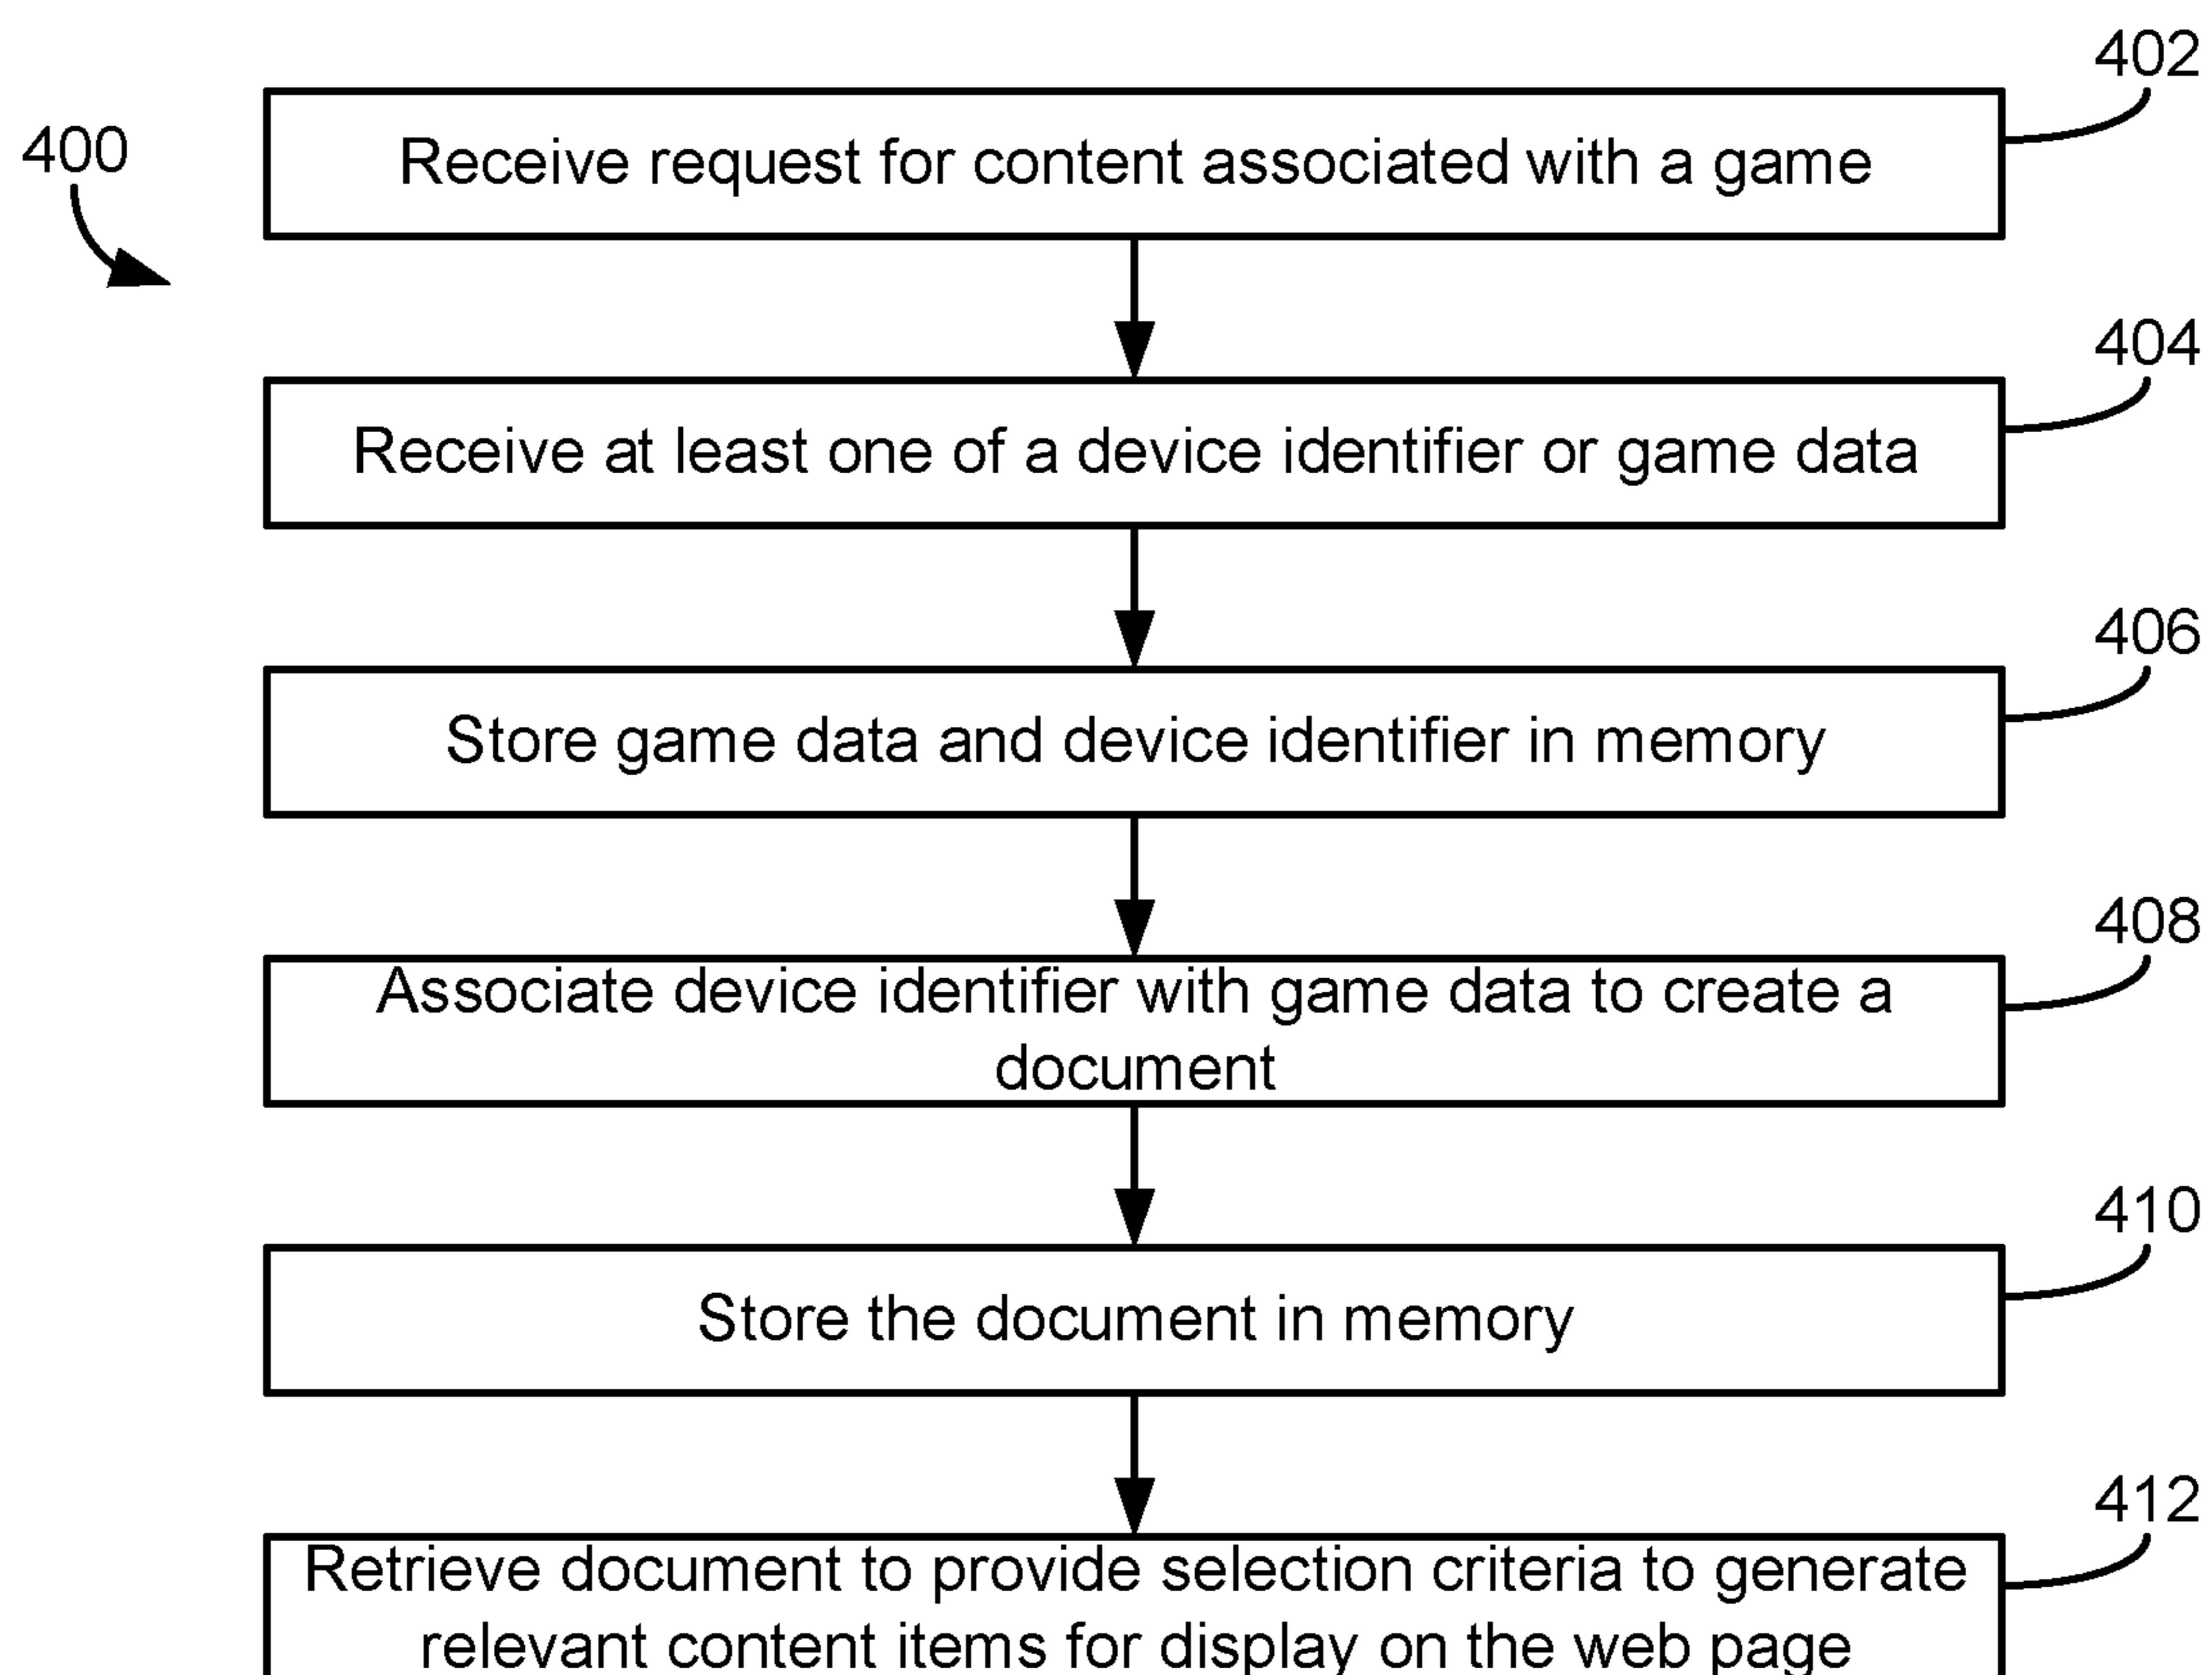 402
400
Receive request for content associated with a game
404
Receive at least one of a device identifier or game data
406
Store game data and device identifier in memory
408
Associate device identifier with game data to create a
document
410
Store the document in memory
412
Retrieve document to provide selection criteria to generate
relevant content items for display on the web page